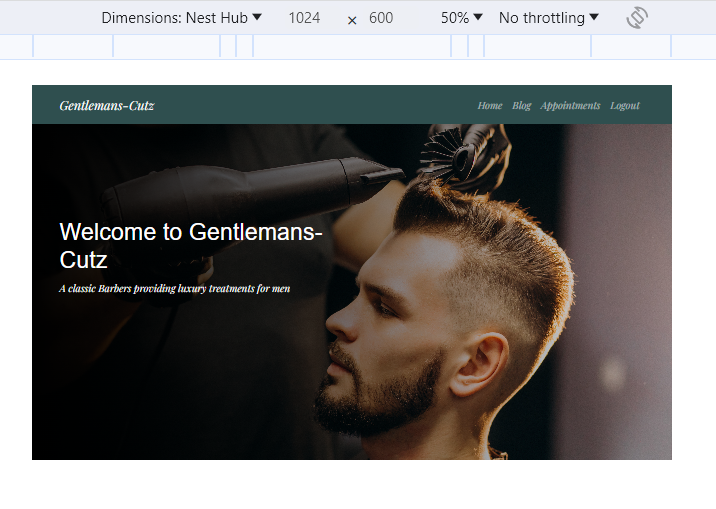 Dimensions: Nest Hub 1024 × 600 50% No throttling
Gentlemans-Cutz Home Blog Appointments Logout
Welcome to Gentlemans-
Cutz
A classic Barbers providing luxury treatments for men